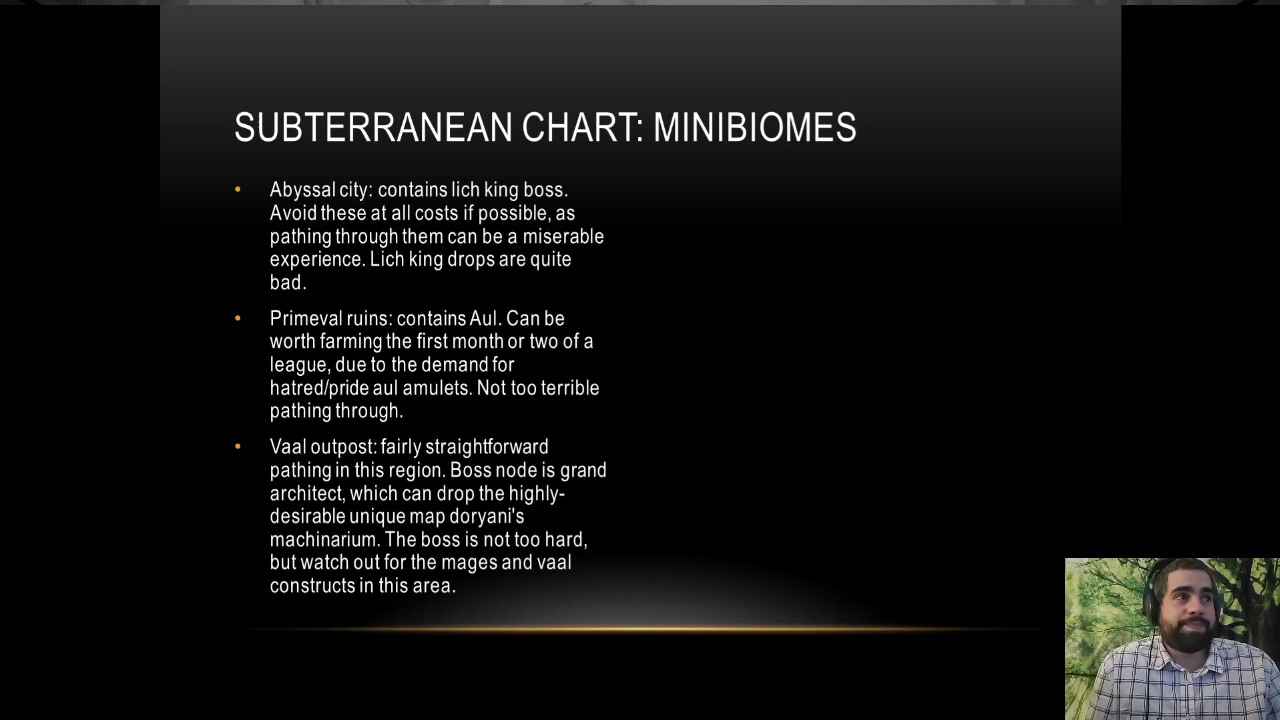 SUBTERRANEAN CHART: MINIBIOMES
• Abyssal city: contains lich king boss.
Avoid these at all costs if possible, as
pathing through them can be a miserable
experience. Lich king drops are quite
bad.
• Primeval ruins: contains Aul. Can be
worth farming the first month or two of a
league, due to the demand for
hatred/pride aul amulets. Not too terrible
pathing through.
• Vaal outpost: fairly straightforward
pathing in this region. Boss node is grand
architect, which can drop the highly-
desirable unique map doryani's
machinarium. The boss is not too hard,
but watch out for the mages and vaal
constructs in this area.